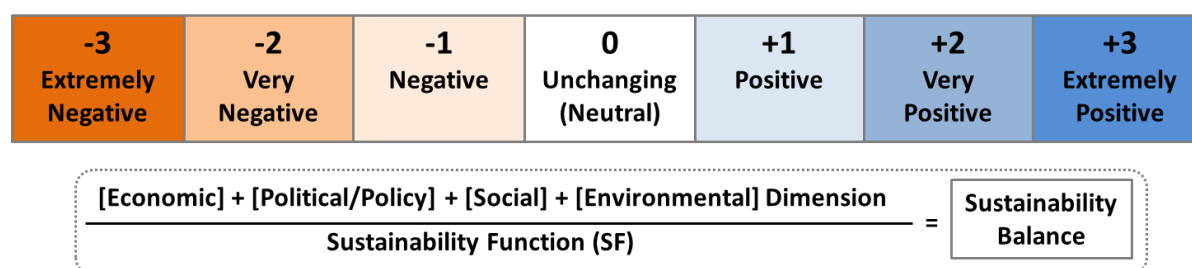 -3
Extremely
Negative
-2
Very
Negative
-1
Negative
0
Unchanging
(Neutral)
+1
Positive
+2
Very
Positive
+3
Extremely
Positive
[Economic] + [Political/Policy] + [Social] + [Environmental] Dimension
Sustainability Function (SF)
=
Sustainability
Balance